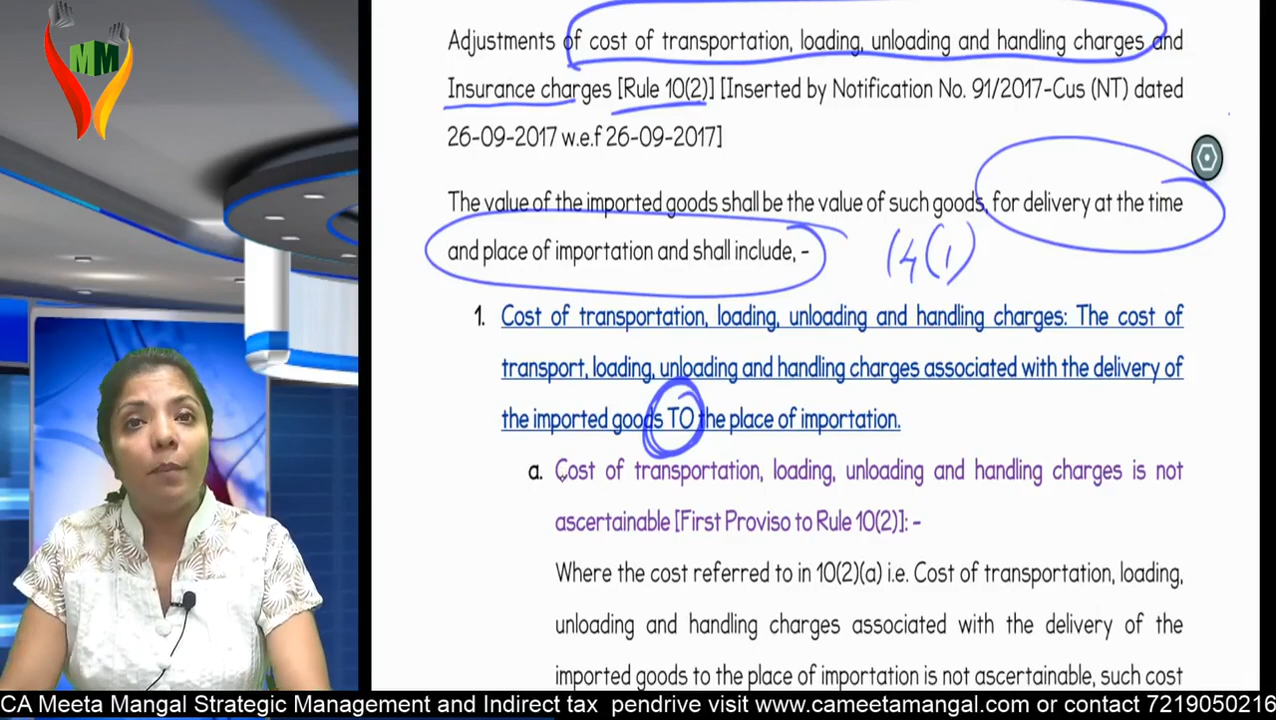 MM
Adjustments of cost of transportation, loading, unloading and handling charges and
Insurance charges [Rule 10(2)] [Inserted by Notification No. 91/2017-Cus (NT) dated
26-09-2017 w.e.f 26-09-2017]
The value of the imported goods shall be the value of such goods, for delivery at the time
and place of importation and shall include, -
14(1)
1. Cost of transportation, loading, unloading and handling charges: The cost of
transport, loading, unloading and handling charges associated with the delivery of
the imported goods TO the place of importation.
a. Cost of transportation, loading, unloading and handling charges is not
ascertainable [First Proviso to Rule 10(2)]: -
Where the cost referred to in 10(2)(a) i.e. Cost of transportation, loading,
unloading and handling charges associated with the delivery of the
imported goods to the place of importation is not ascertainable, such cost
CA Meeta Mangal Strategic Management and Indirect tax pendrive visit www.cameetamangal.com or contact 7219050216